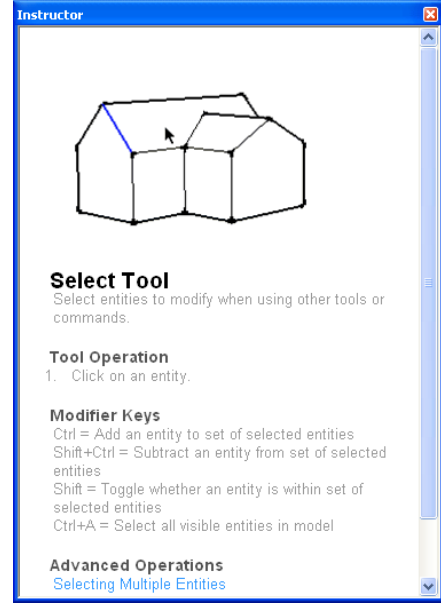 Instructor
Select Tool
Select entities to modify when using other tools or
commands.
Tool Operation
1. Click on an entity.
Modifier Keys
Ctrl = Add an entity to set of selected entities
Shift+Ctrl = Subtract an entity from set of selected
entities
Shift = Toggle whether an entity is within set of
selected entities
Ctrl+A = Select all visible entities in model
Advanced Operations
Selecting Multiple Entities